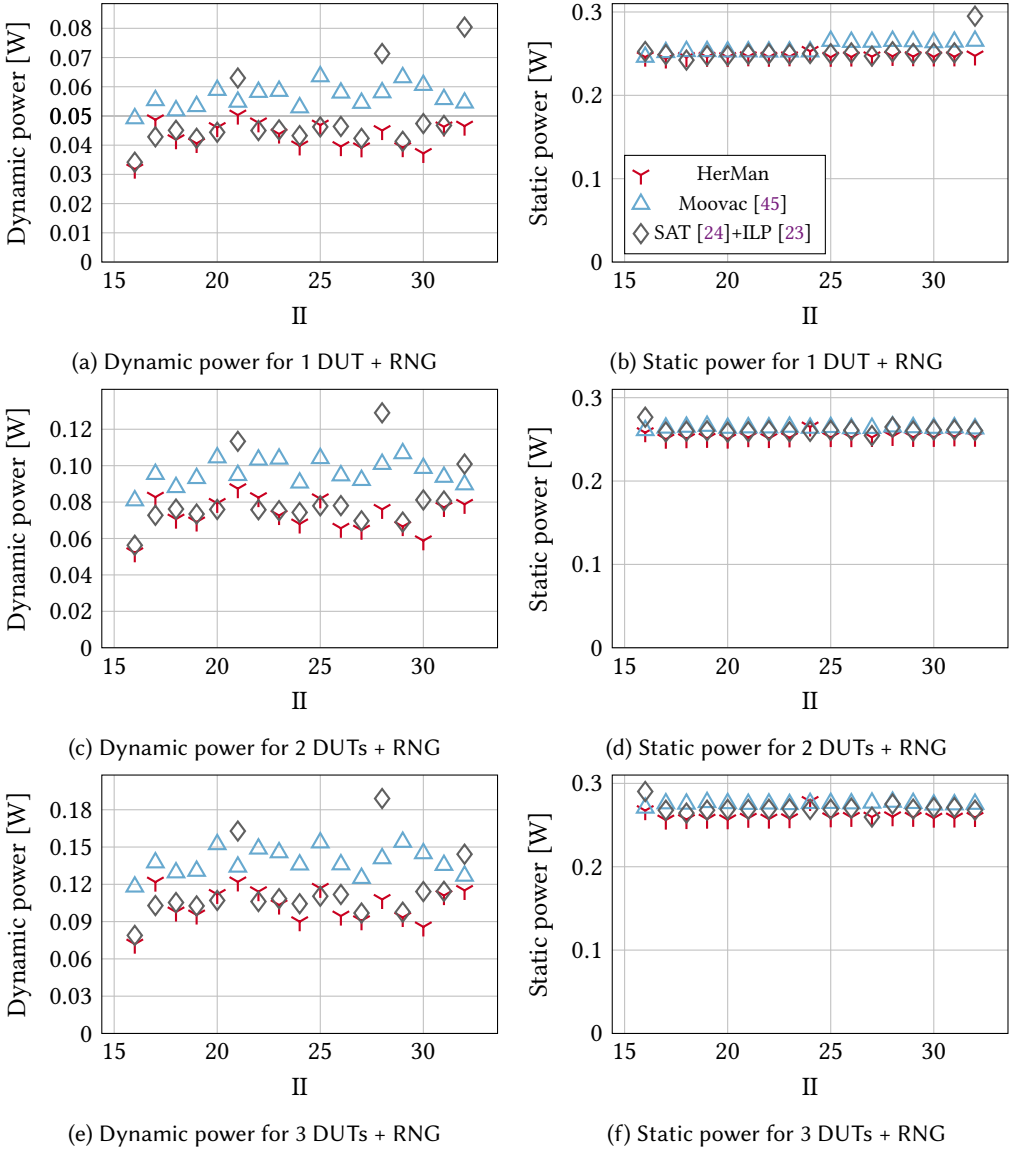 Dynamic power [W]
0.08
0.07
0.06
0.05
0.04
0.03
0.02
0.01
0
15 20 25 30
II
(a) Dynamic power for 1 DUT + RNG
Static power [W]
0.3
0.2
0.1
0
HerMan
Moovac [45]
SAT [24]+ILP [23]
15 20 25 30
II
(b) Static power for 1 DUT + RNG
Dynamic power [W]
0.12
0.10
0.08
0.06
0.04
0.02
0
15 20 25 30
II
(c) Dynamic power for 2 DUTs + RNG
Static power [W]
0.3
0.2
0.1
0
15 20 25 30
II
(d) Static power for 2 DUTs + RNG
Dynamic power [W]
0.18
0.15
0.12
0.09
0.06
0.03
0
15 20 25 30
II
(e) Dynamic power for 3 DUTs + RNG
Static power [W]
0.3
0.2
0.1
0
15 20 25 30
II
(f) Static power for 3 DUTs + RNG